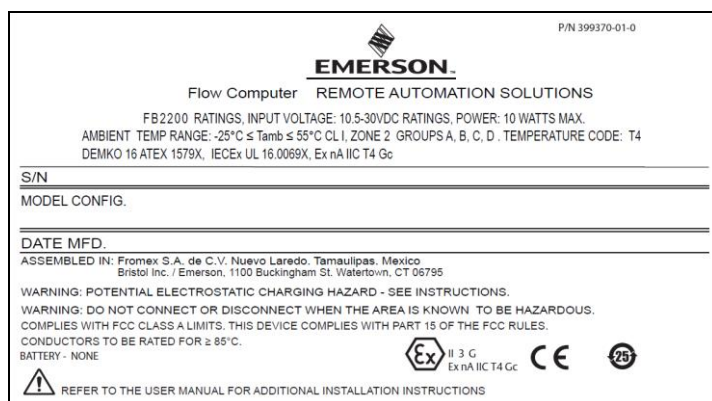 P/N 399370-01-0
EMERSON™
Flow Computer REMOTE AUTOMATION SOLUTIONS
FB2200 RATINGS, INPUT VOLTAGE: 10.5-30VDC RATINGS, POWER: 10 WATTS MAX.
AMBIENT TEMP RANGE: -25°C ≤ Tamb ≤ 55°C CL I, ZONE 2 GROUPS A, B, C, D . TEMPERATURE CODE: T4
DEMKO 16 ATEX 1579X, IECEx UL 16.0069X, Ex nA IIC T4 Gc
S/N
MODEL CONFIG.
DATE MFD.
ASSEMBLED IN: Fromex S.A. de C.V. Nuevo Laredo. Tamaulipas. Mexico
Bristol Inc. / Emerson, 1100 Buckingham St. Watertown, CT 06795
WARNING: POTENTIAL ELECTROSTATIC CHARGING HAZARD - SEE INSTRUCTIONS.
WARNING: DO NOT CONNECT OR DISCONNECT WHEN THE AREA IS KNOWN TO BE HAZARDOUS.
COMPLIES WITH FCC CLASS A LIMITS. THIS DEVICE COMPLIES WITH PART 15 OF THE FCC RULES.
CONDUCTORS TO BE RATED FOR ≥ 85°C.
BATTERY - NONE
Ex II 3 G
Ex nA IIC T4 Gc
CE
25
REFER TO THE USER MANUAL FOR ADDITIONAL INSTALLATION INSTRUCTIONS